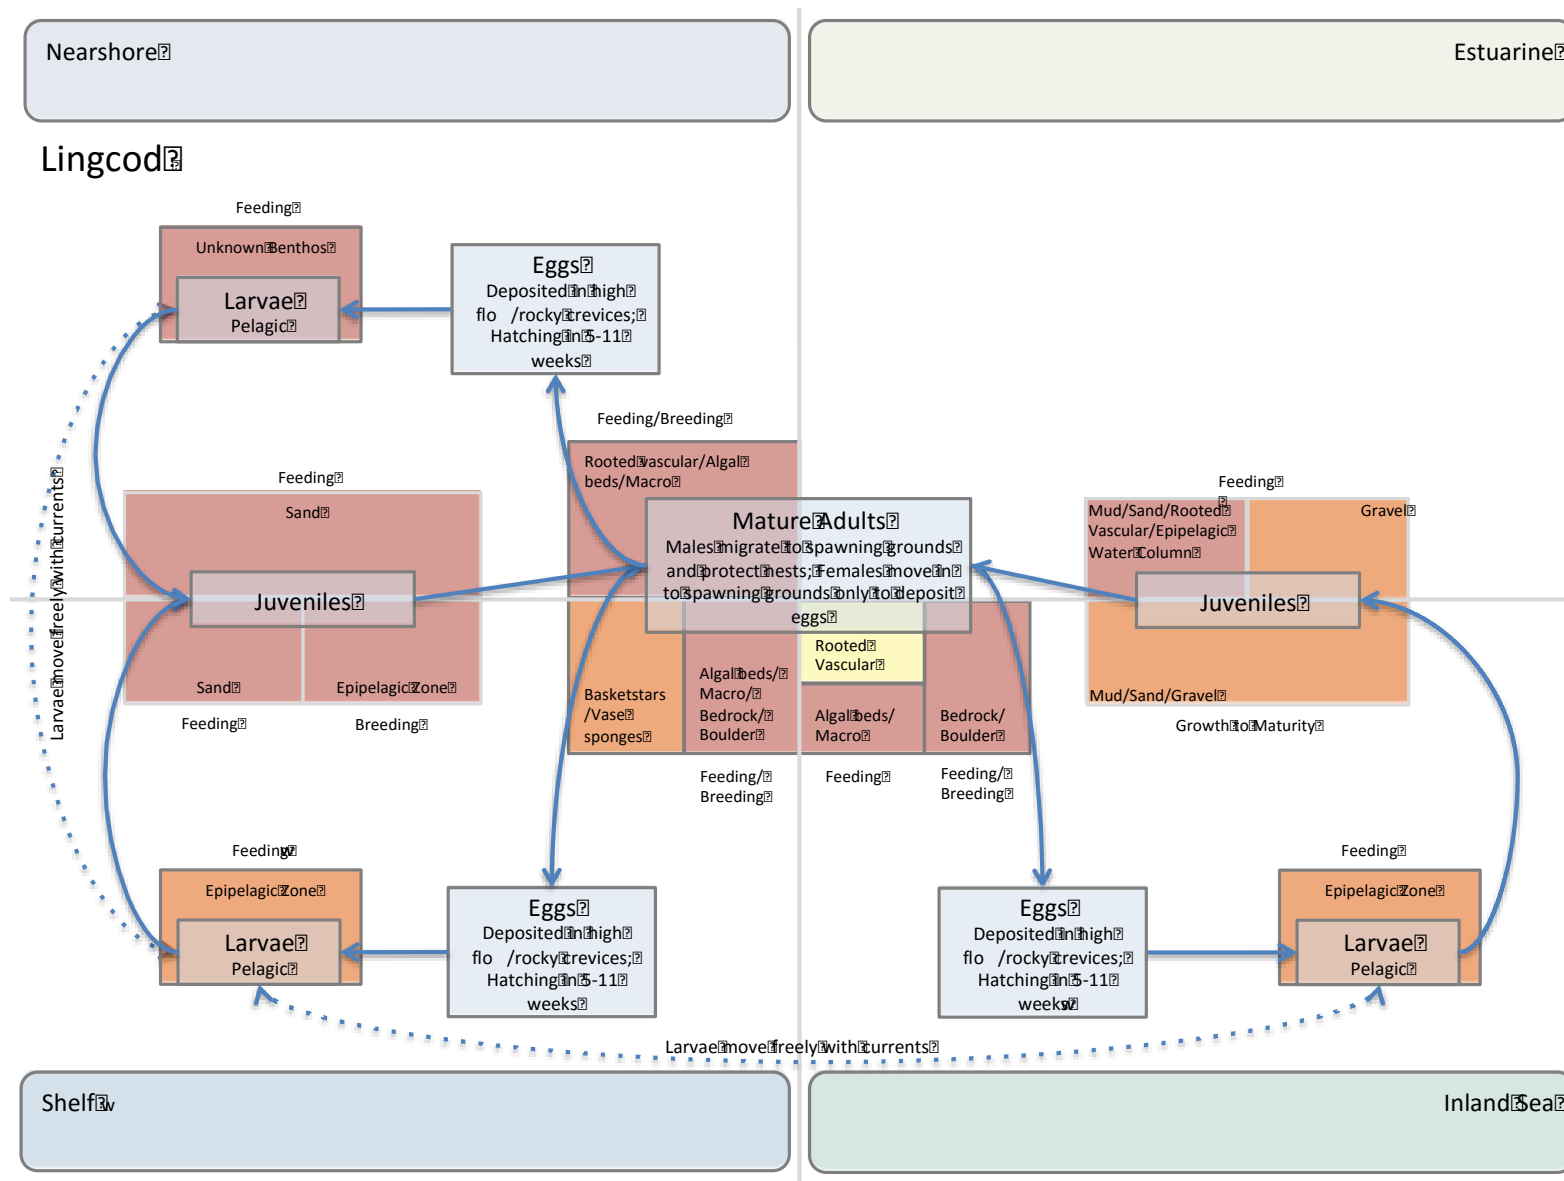 Nearshore
Estuarine
Lingcod
Feeding
Unknown Benthos
Larvae
Pelagic
Eggs
Deposited in high
flo /rocky crevices;
Hatching in 5-11
weeks
Feeding/Breeding
Rooted vascular/Algal
beds/Macro
Feeding
Sand
Juveniles
Sand
Epipelagic Zone
Feeding
Breeding
Larvae move freely with currents
Mature Adults
Males migrate to spawning grounds
and protect nests; Females move in
to spawning grounds only to deposit
eggs
Basketstars
/Vase
sponges
Algal beds/
Macro/
Bedrock/
Boulder
Rooted
Vascular
Algal beds/
Macro
Bedrock/
Boulder
Feeding/
Breeding
Feeding
Feeding/
Breeding
Feeding
Mud/Sand/Rooted
Vascular/Epipelagic
Water Column
Gravel
Juveniles
Mud/Sand/Gravel
Growth to Maturity
Feeding
Epipelagic Zone
Larvae
Pelagic
Eggs
Deposited in high
flo /rocky crevices;
Hatching in 5-11
weeks
Eggs
Deposited in high
flo /rocky crevices;
Hatching in 5-11
weeks
Feeding
Epipelagic Zone
Larvae
Pelagic
Larvae move freely with currents
Shelf
Inland Sea